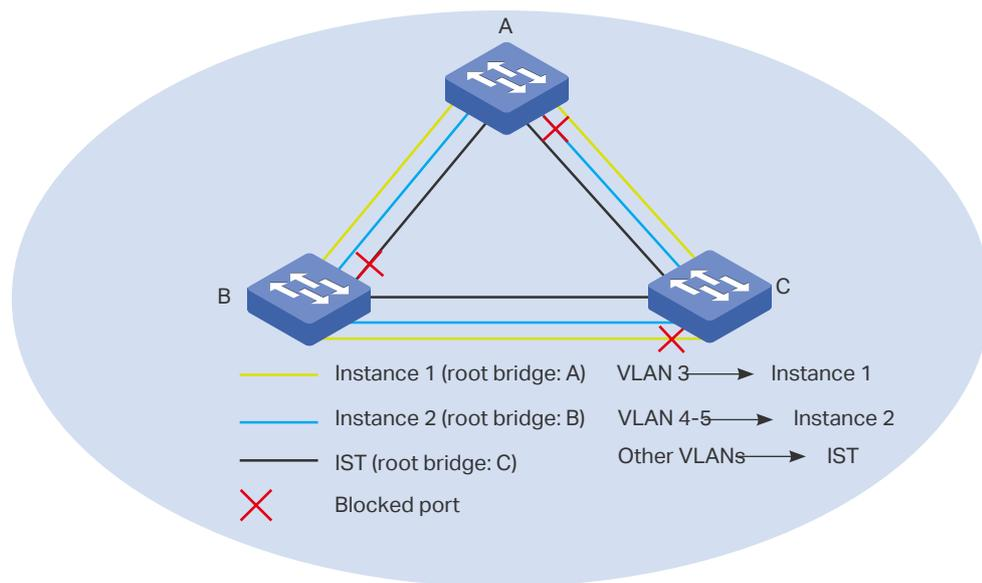 A
B
C
Instance 1 (root bridge: A) VLAN 3 Instance 1
Instance 2 (root bridge: B) VLAN 4-5 Instance 2
IST (root bridge: C) Other VLANs IST
Blocked port